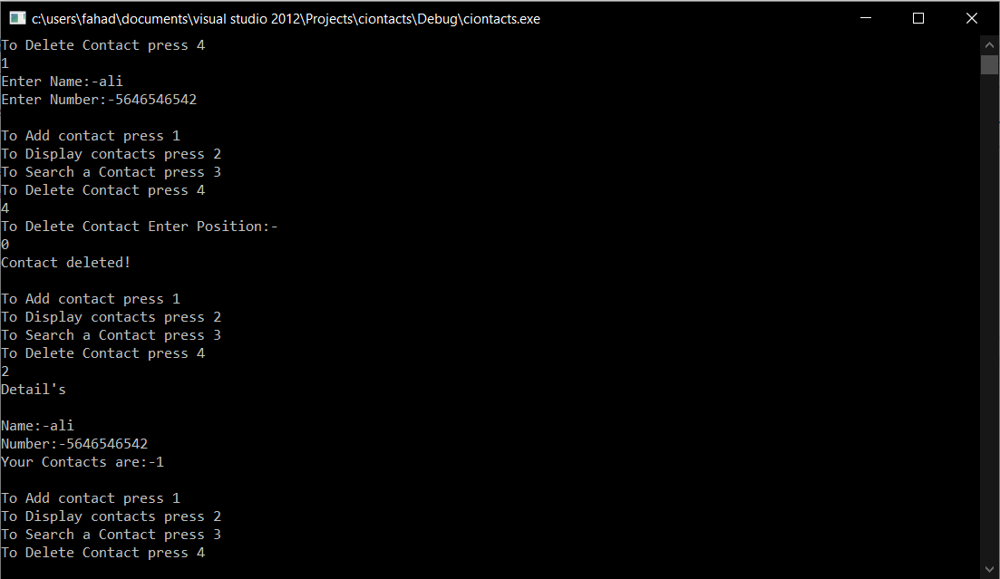 c:\users\fahad\documents\visual studio 2012\Projects\ciontacts\Debug\ciontacts.exe
To Delete Contact press 4
1
Enter Name:-ali
Enter Number:-5646546542
To Add contact press 1
To Display contacts press 2
To Search a Contact press 3
To Delete Contact press 4
4
To Delete Contact Enter Position:-
0
Contact deleted!
To Add contact press 1
To Display contacts press 2
To Search a Contact press 3
To Delete Contact press 4
2
Detail's
Name:-ali
Number:-5646546542
Your Contacts are:-1
To Add contact press 1
To Display contacts press 2
To Search a Contact press 3
To Delete Contact press 4